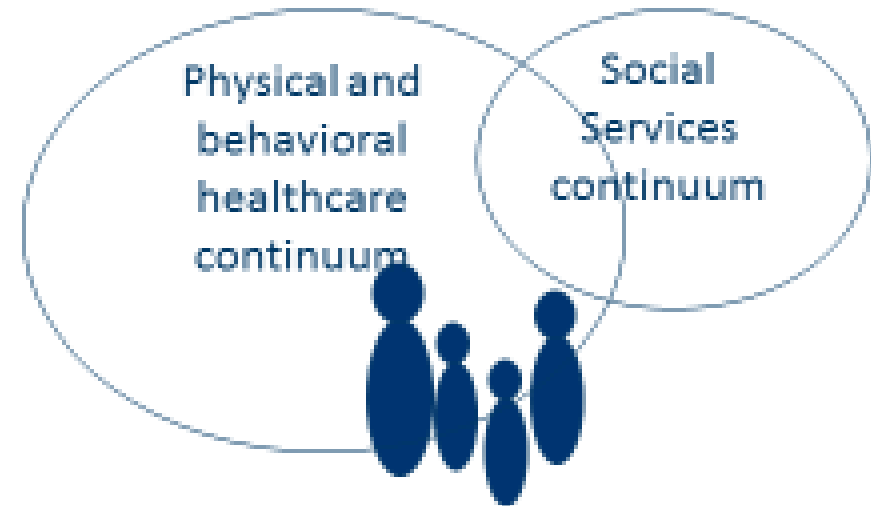 Physical and
behavioral
healthcare
continuum
Social
Services
continuum